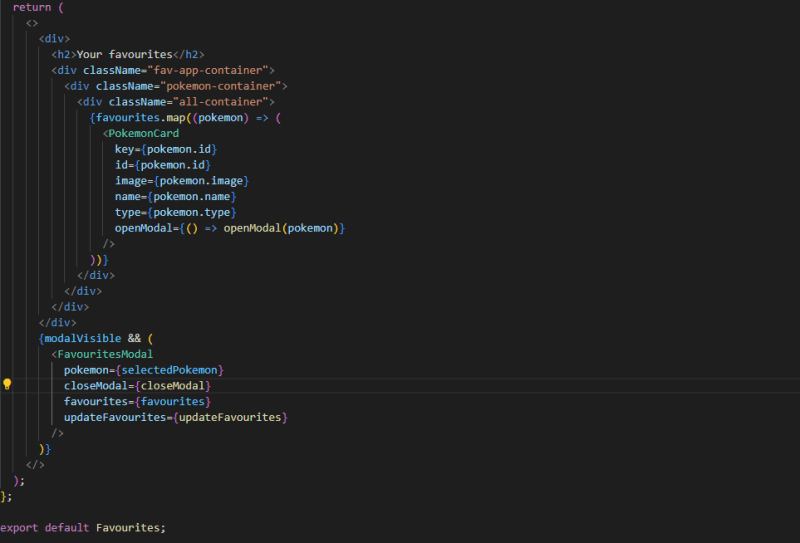 return (
<>
<div>
<h2>Your favourites</h2>
<div className="fav-app-container">
<div className="pokemon-container">
<div className="all-container">
{favourites.map((pokemon) => (
<PokemonCard
key={pokemon.id}
id={pokemon.id}
image={pokemon.image}
name={pokemon.name}
type={pokemon.type}
openModal={() => openModal(pokemon)}
/>
))}
</div>
</div>
</div>
</div>
{modalVisible && (
<FavouritesModal
pokemon={selectedPokemon}
closeModal={closeModal}
favourites={favourites}
updateFavourites={updateFavourites}
/>
)}
</>
);
};
export default Favourites;